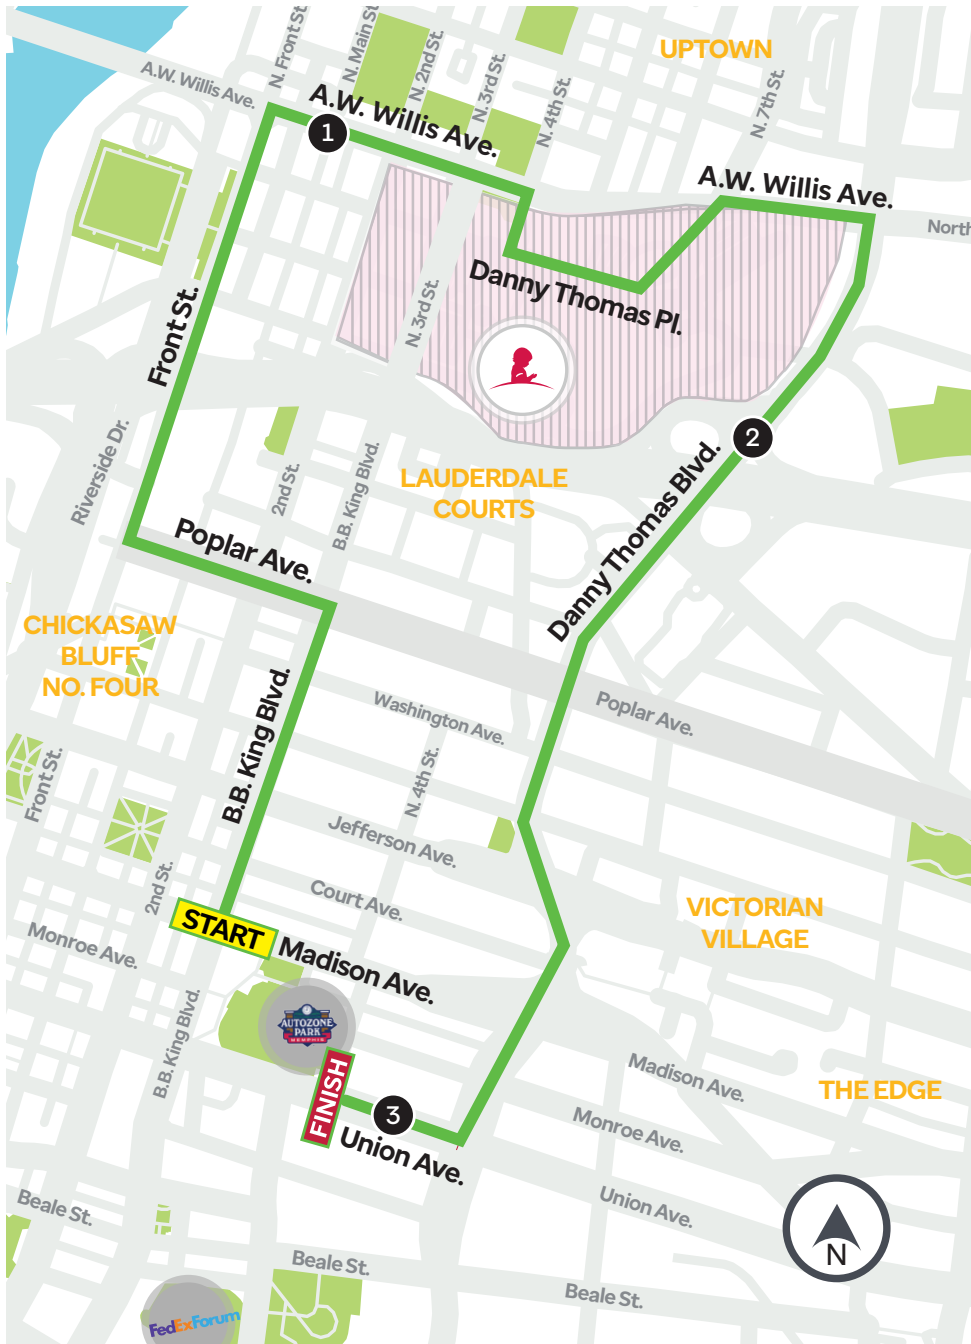 UPTOWN
A.W. Willis Ave.
N. Front St.
N. Main St
N. 2nd St.
N. 3rd St.
N. 4th St.
N. 7th St.
A.W. Willis Ave.
1
A.W. Willis Ave.
North
Danny Thomas Pl.
N. 3rd St.
Front St.
2
Riverside Dr.
2nd St.
B.B. King Blvd.
LAUDERDALE
COURTS
Danny Thomas Blvd.
Poplar Ave.
CHICKASAW
BLUFF
NO. FOUR
B.B. King Blvd.
Washington Ave.
Poplar Ave.
Front St.
N. 4th St.
Jefferson Ave.
2nd St.
Court Ave.
VICTORIAN
VILLAGE
START
Madison Ave.
Monroe Ave.
B.B. King Blvd.
AUTOZONE
PARK
MEMPHIS
FINISH
3
Union Ave.
Madison Ave.
THE EDGE
Monroe Ave.
Union Ave.
Beale St.
Beale St.
Beale St.
N
FedExForum